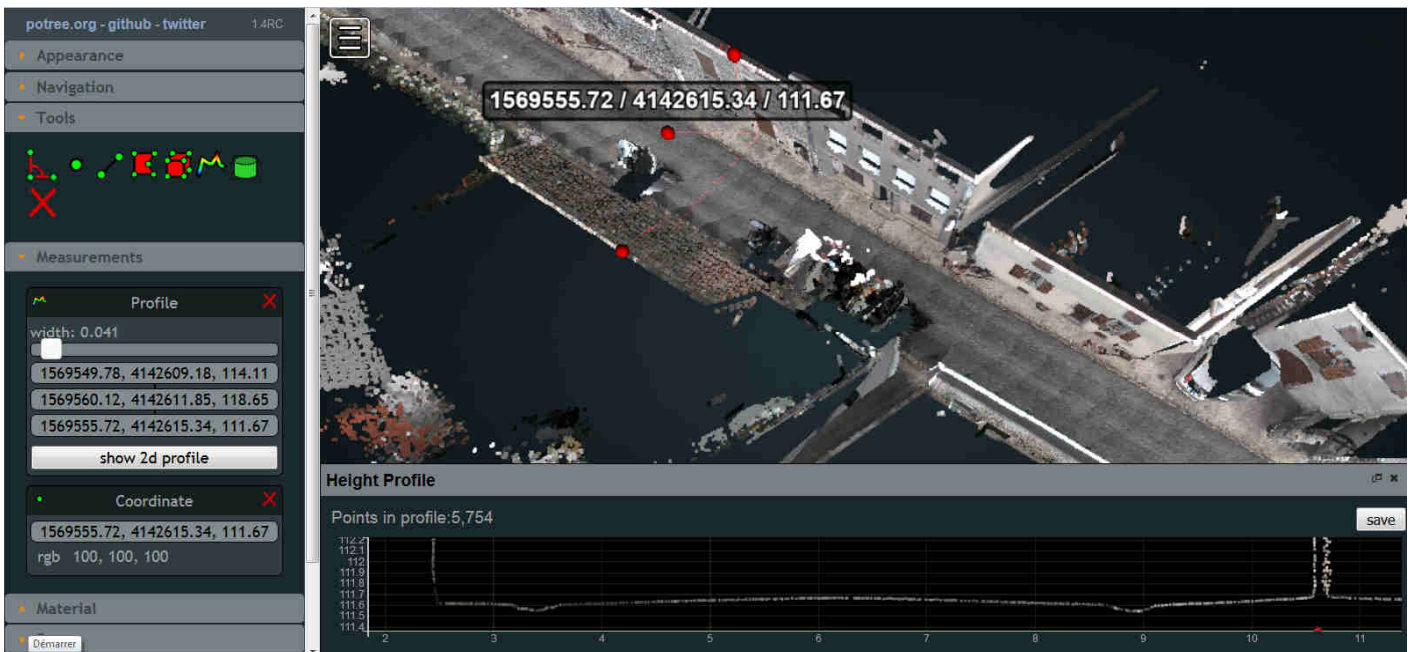 potree.org - github - twitter 1.4RC
Appearance
Navigation
Tools
Measurements
Profile
width: 0.041
1569549.78, 4142609.18, 114.11
1569560.12, 4142611.85, 118.65
1569555.72, 4142615.34, 111.67
show 2d profile
Coordinate
1569555.72, 4142615.34, 111.67
rgb 100, 100, 100
Material
Démarrer
1569555.72 / 4142615.34 / 111.67
Height Profile
Points in profile:5,754
save
112.2
112.1
112
111.9
111.8
111.7
111.6
111.5
111.4
2 3 4 5 6 7 8 9 10 11